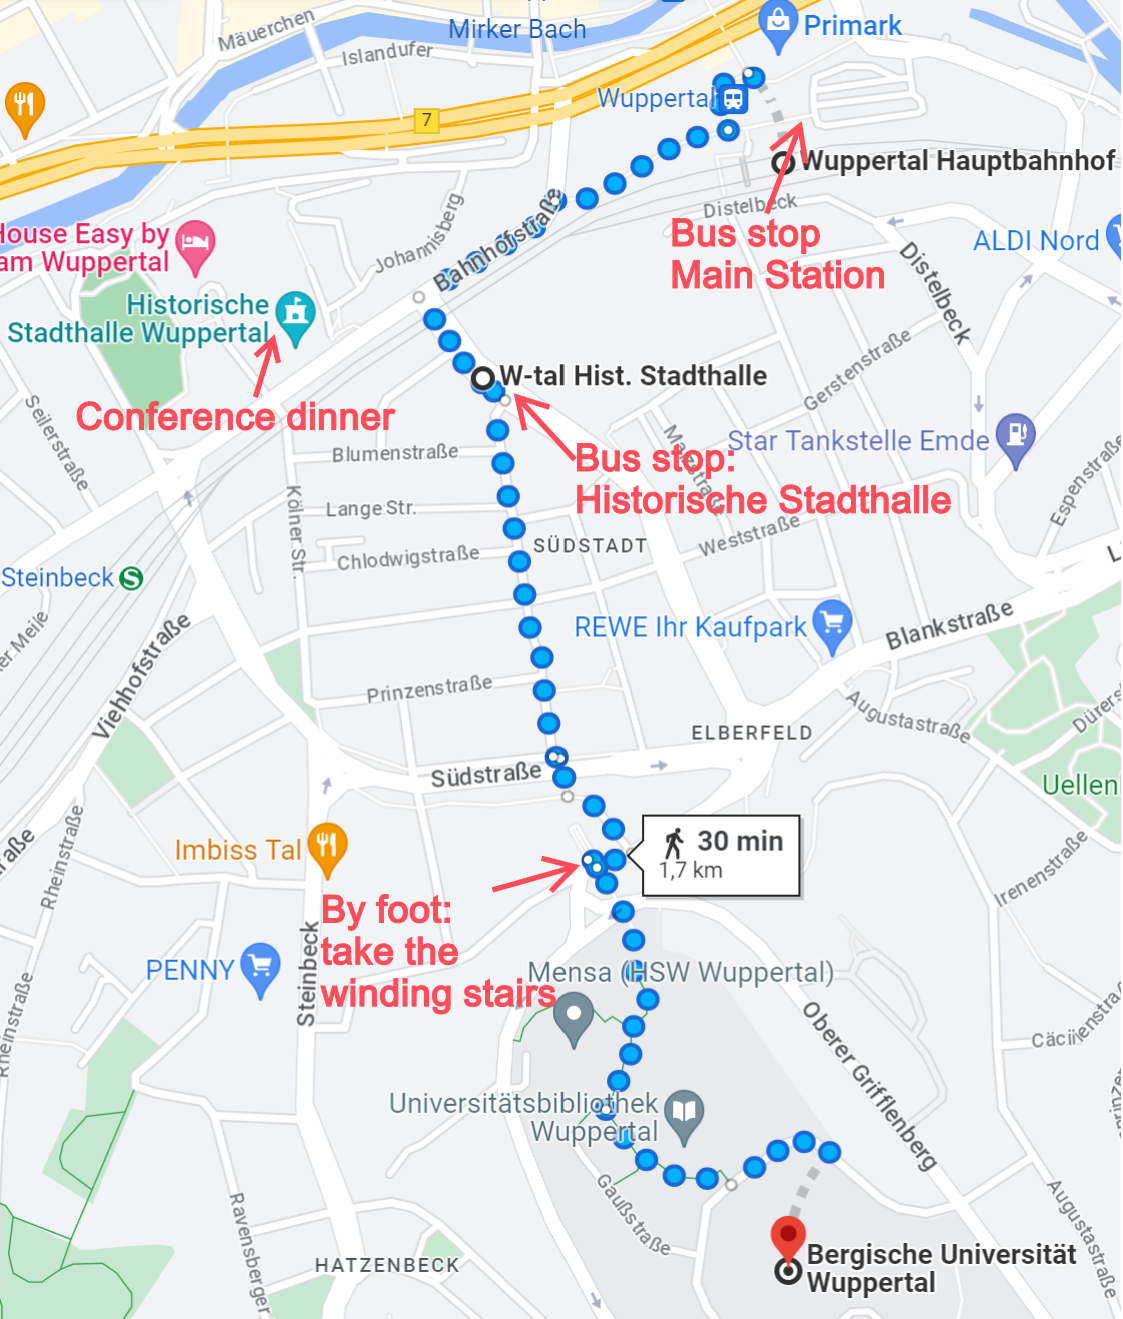 Mäuerchen
Mirker Bach
Primark
Islandufer
Wuppertal
7
Wuppertal Hauptbahnhof
Distelbeck
Bus stop
Main Station
House Easy by
am Wuppertal
Johannisberg
Bahnhofstraße
ALDI Nord
Distelbeck
Historische
Stadthalle Wuppertal
W-tal Hist. Stadthalle
Gerstenstraße
Conference dinner
Seilerstraße
Blumenstraße
Star Tankstelle Emde
Bus stop:
Historische Stadthalle
Espenstraße
Kölner Str.
Lange Str.
SÜDSTADT
Weststraße
Chlodwigstraße
Steinbeck
S
REWE Ihr Kaufpark
Blankstraße
Viehhofstraße
Prinzenstraße
Augustastraße
ELBERFELD
Südstraße
Uellen
30 min
1,7 km
Imbiss Tal
Rheinstraße
Irenenstraße
By foot:
take the
winding stairs
PENNY
Steinbeck
Mensa (HSW Wuppertal)
Rheinstraße
Oberer Grifflenberg
Universitätsbibliothek
Wuppertal
Gaußstraße
Augustastraße
Ravensberger
HATZENBECK
Bergische Universität
Wuppertal